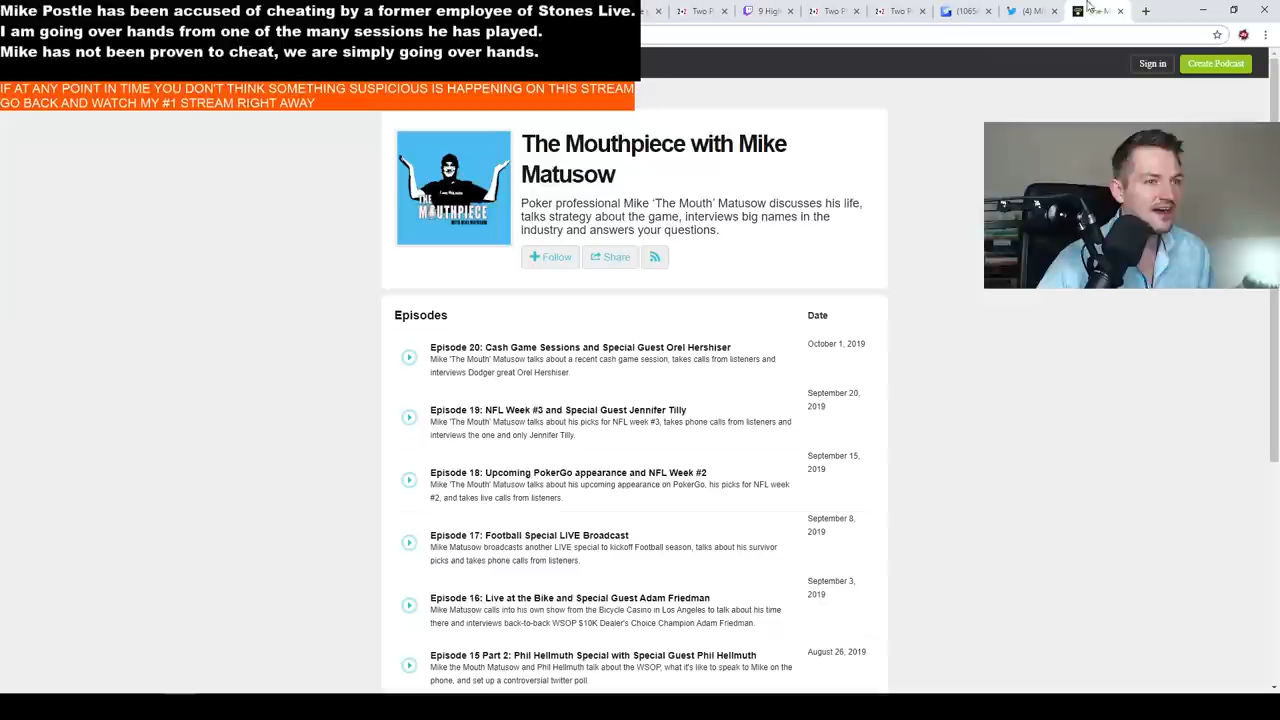 Mike Postle has been accused of cheating by a former employee of Stones Live.
I am going over hands from one of the many sessions he has played.
Mike has not been proven to cheat, we are simply going over hands.
IF AT ANY POINT IN TIME YOU DON'T THINK SOMETHING SUSPICIOUS IS HAPPENING ON THIS STREAM
GO BACK AND WATCH MY #1 STREAM RIGHT AWAY
Two P
Two P
9 High
Two P
Two P
(1065
(4) Mi
Sign in
Create Podcast
THE
MOUTHPIECE
The Mouthpiece with Mike
Matusow
Poker professional Mike ‘The Mouth’ Matusow discusses his life,
talks strategy about the game, interviews big names in the
industry and answers your questions.
Follow
Share
Episodes
Date
Episode 20: Cash Game Sessions and Special Guest Orel Hershiser
October 1, 2019
Mike 'The Mouth' Matusow talks about a recent cash game session, takes calls from listeners and
interviews Dodger great Orel Hershiser.
Episode 19: NFL Week #3 and Special Guest Jennifer Tilly
September 20,
2019
Mike 'The Mouth' Matusow talks about his picks for NFL week #3, takes phone calls from listeners and
interviews the one and only Jennifer Tilly.
Episode 18: Upcoming PokerGo appearance and NFL Week #2
September 15,
2019
Mike 'The Mouth' Matusow talks about his upcoming appearance on PokerGo, his picks for NFL week
#2, and takes live calls from listeners.
Episode 17: Football Special LIVE Broadcast
September 8,
2019
Mike Matusow broadcasts another LIVE special to kickoff Football season, talks about his survivor
picks and takes phone calls from listeners.
Episode 16: Live at the Bike and Special Guest Adam Friedman
September 3,
2019
Mike Matusow calls into his own show from the Bicycle Casino in Los Angeles to talk about his time
there and interviews back-to-back WSOP $10K Dealer's Choice Champion Adam Friedman.
Episode 15 Part 2: Phil Hellmuth Special with Special Guest Phil Hellmuth
August 26, 2019
Mike the Mouth Matusow and Phil Hellmuth talk about the WSOP, what it's like to speak to Mike on the
phone, and set up a controversial twitter poll.